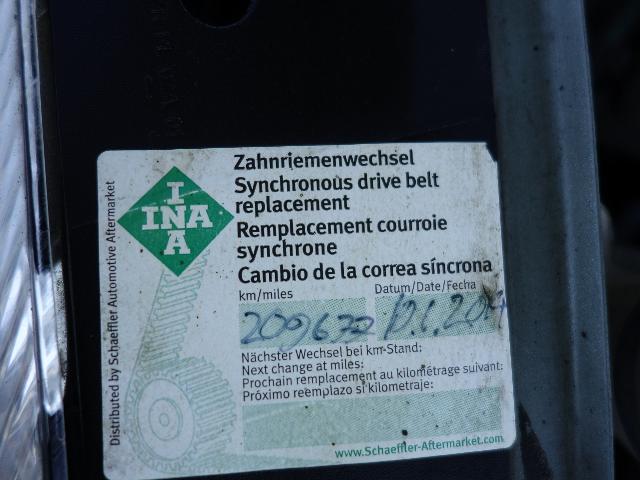 Zahnriemenwechsel
Synchronous drive belt
replacement
Remplacement courroie
synchrone
Cambio de la correa síncrona
km/miles Datum/Date/Fecha
209672
Nächster Wechsel bei km-Stand:
Next change at miles:
Prochain remplacement au kilométrage suivant:
Próximo reemplazo si kilometraje:
www.Schaeffler-Aftermarket.com
INA
INA
Distributed by Schaeffler Automotive Aftermarket